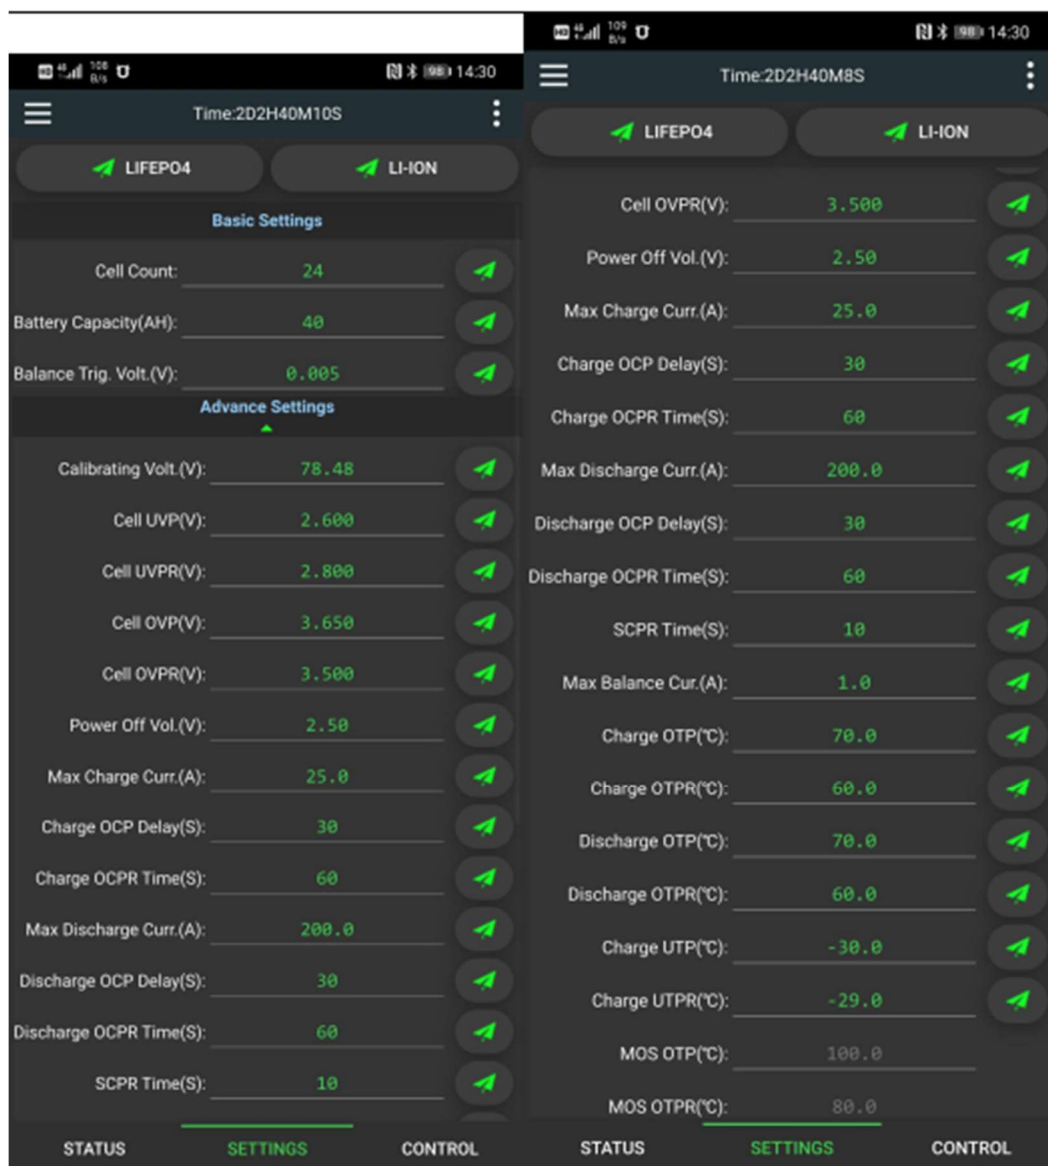 HD 46 108 B/s 98 14:30
Time:2D2H40M10S
LIFEPO4 LI-ION
Basic Settings
Cell Count: 24
Battery Capacity(AH): 40
Balance Trig. Volt.(V): 0.005
Advance Settings
Calibrating Volt.(V): 78.48
Cell UVP(V): 2.600
Cell UVPR(V): 2.800
Cell OVP(V): 3.650
Cell OVPR(V): 3.500
Power Off Vol.(V): 2.50
Max Charge Curr.(A): 25.0
Charge OCP Delay(S): 30
Charge OCPR Time(S): 60
Max Discharge Curr.(A): 200.0
Discharge OCP Delay(S): 30
Discharge OCPR Time(S): 60
SCPR Time(S): 10
STATUS SETTINGS CONTROL
HD 46 109 B/s 98 14:30
Time:2D2H40M8S
LIFEPO4 LI-ION
Cell OVPR(V): 3.500
Power Off Vol.(V): 2.50
Max Charge Curr.(A): 25.0
Charge OCP Delay(S): 30
Charge OCPR Time(S): 60
Max Discharge Curr.(A): 200.0
Discharge OCP Delay(S): 30
Discharge OCPR Time(S): 60
SCPR Time(S): 10
Max Balance Cur.(A): 1.0
Charge OTP(℃): 70.0
Charge OTPR(℃): 60.0
Discharge OTP(℃): 70.0
Discharge OTPR(℃): 60.0
Charge UTP(℃): -30.0
Charge UTPR(℃): -29.0
MOS OTP(℃): 100.0
MOS OTPR(℃): 80.0
STATUS SETTINGS CONTROL